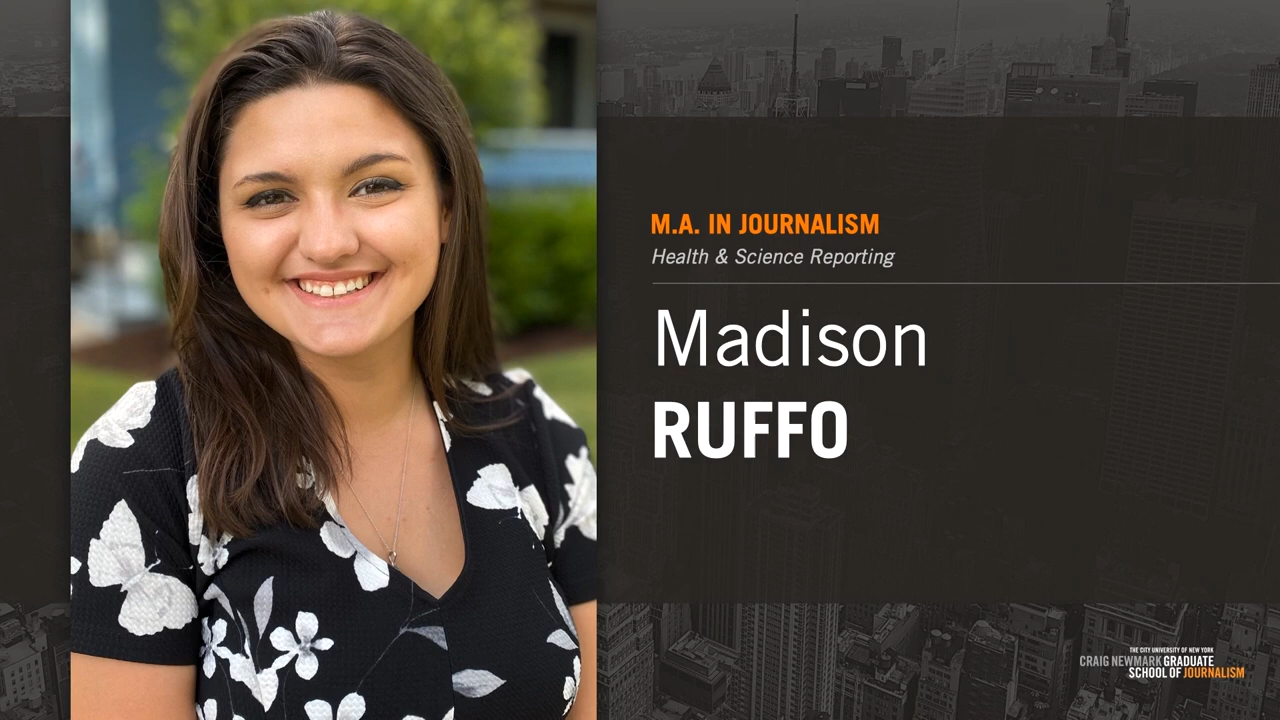 M.A. IN JOURNALISM
Health & Science Reporting
Madison
RUFFO
THE CITY UNIVERSITY OF NEW YORK
CRAIG NEWMARK GRADUATE
SCHOOL OF JOURNALISM